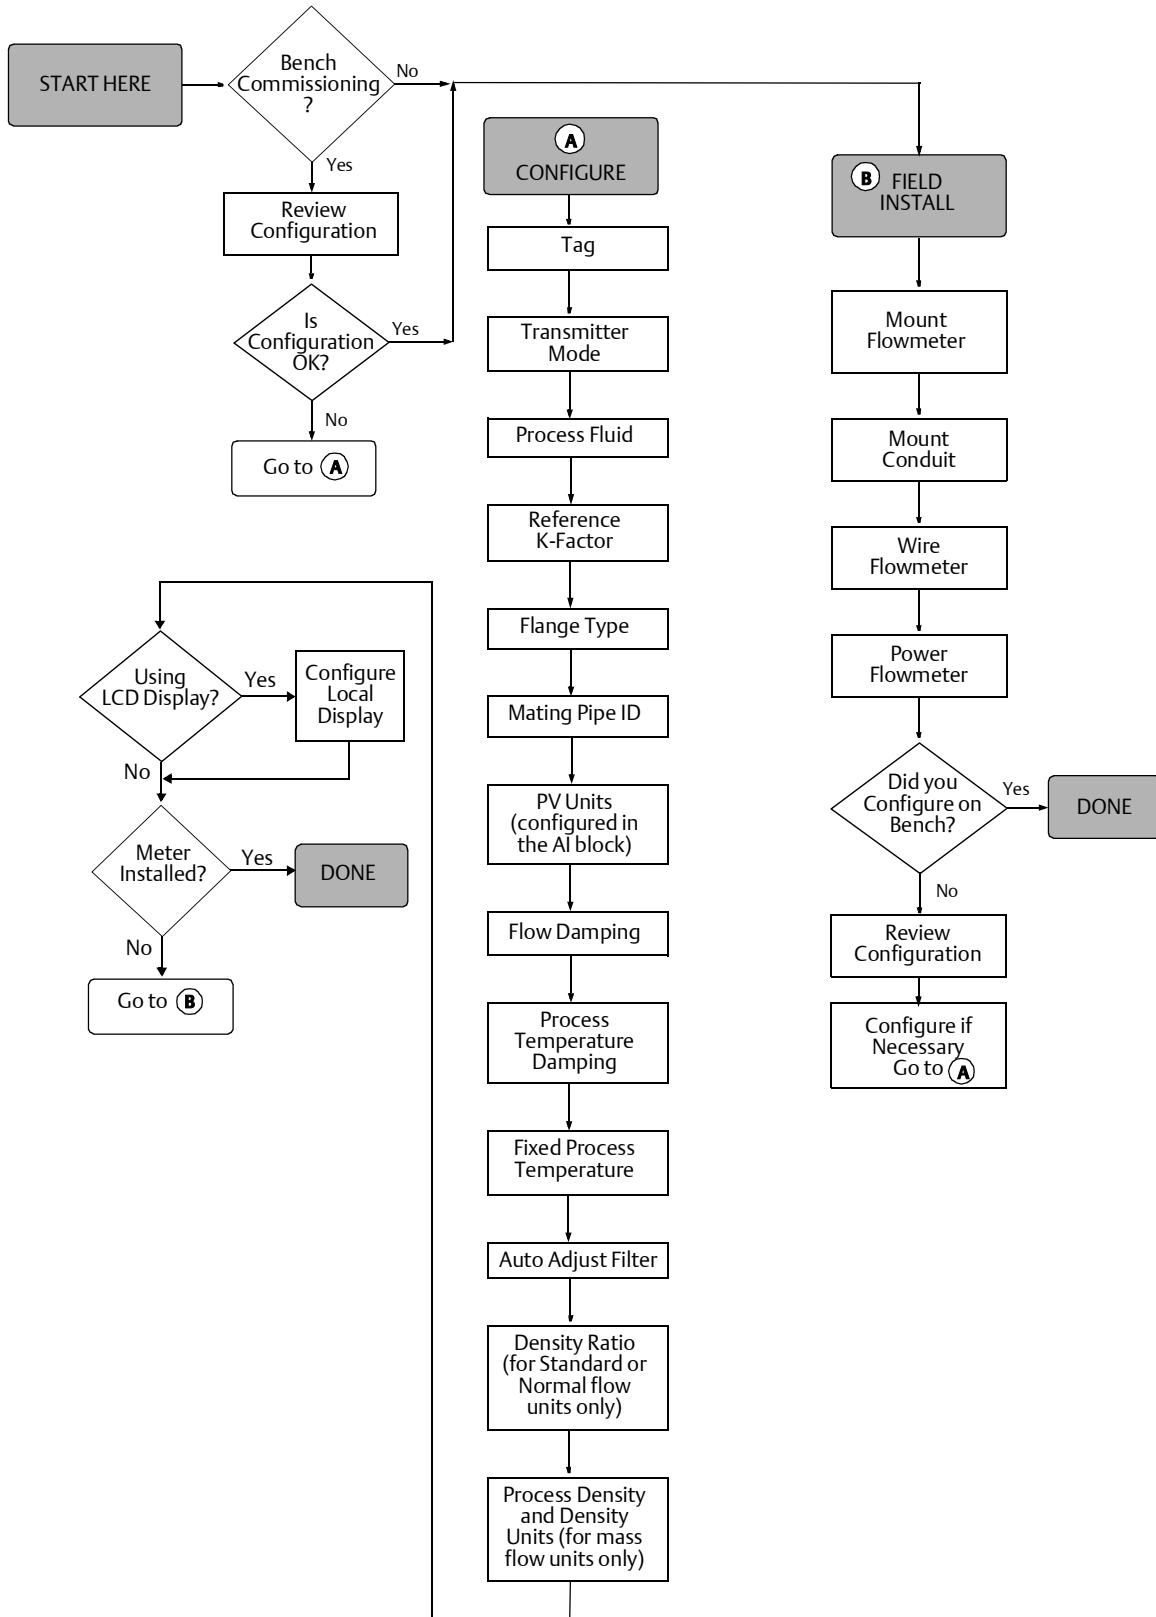 START HERE
Bench
Commissioning
?
No
Yes
Review
Configuration
Is
Configuration
OK?
Yes
No
Go to A
A
CONFIGURE
Tag
Transmitter
Mode
Process Fluid
Reference
K-Factor
Flange Type
Mating Pipe ID
PV Units
(configured in
the AI block)
Flow Damping
Process
Temperature
Damping
Fixed Process
Temperature
Auto Adjust Filter
Density Ratio
(for Standard or
Normal flow
units only)
Process Density
and Density
Units (for mass
flow units only)
Using
LCD Display?
Yes
Configure
Local
Display
No
Meter
Installed?
Yes
DONE
No
Go to B
B FIELD
INSTALL
Mount
Flowmeter
Mount
Conduit
Wire
Flowmeter
Power
Flowmeter
Did you
Configure on
Bench?
Yes
DONE
No
Review
Configuration
Configure if
Necessary
Go to A